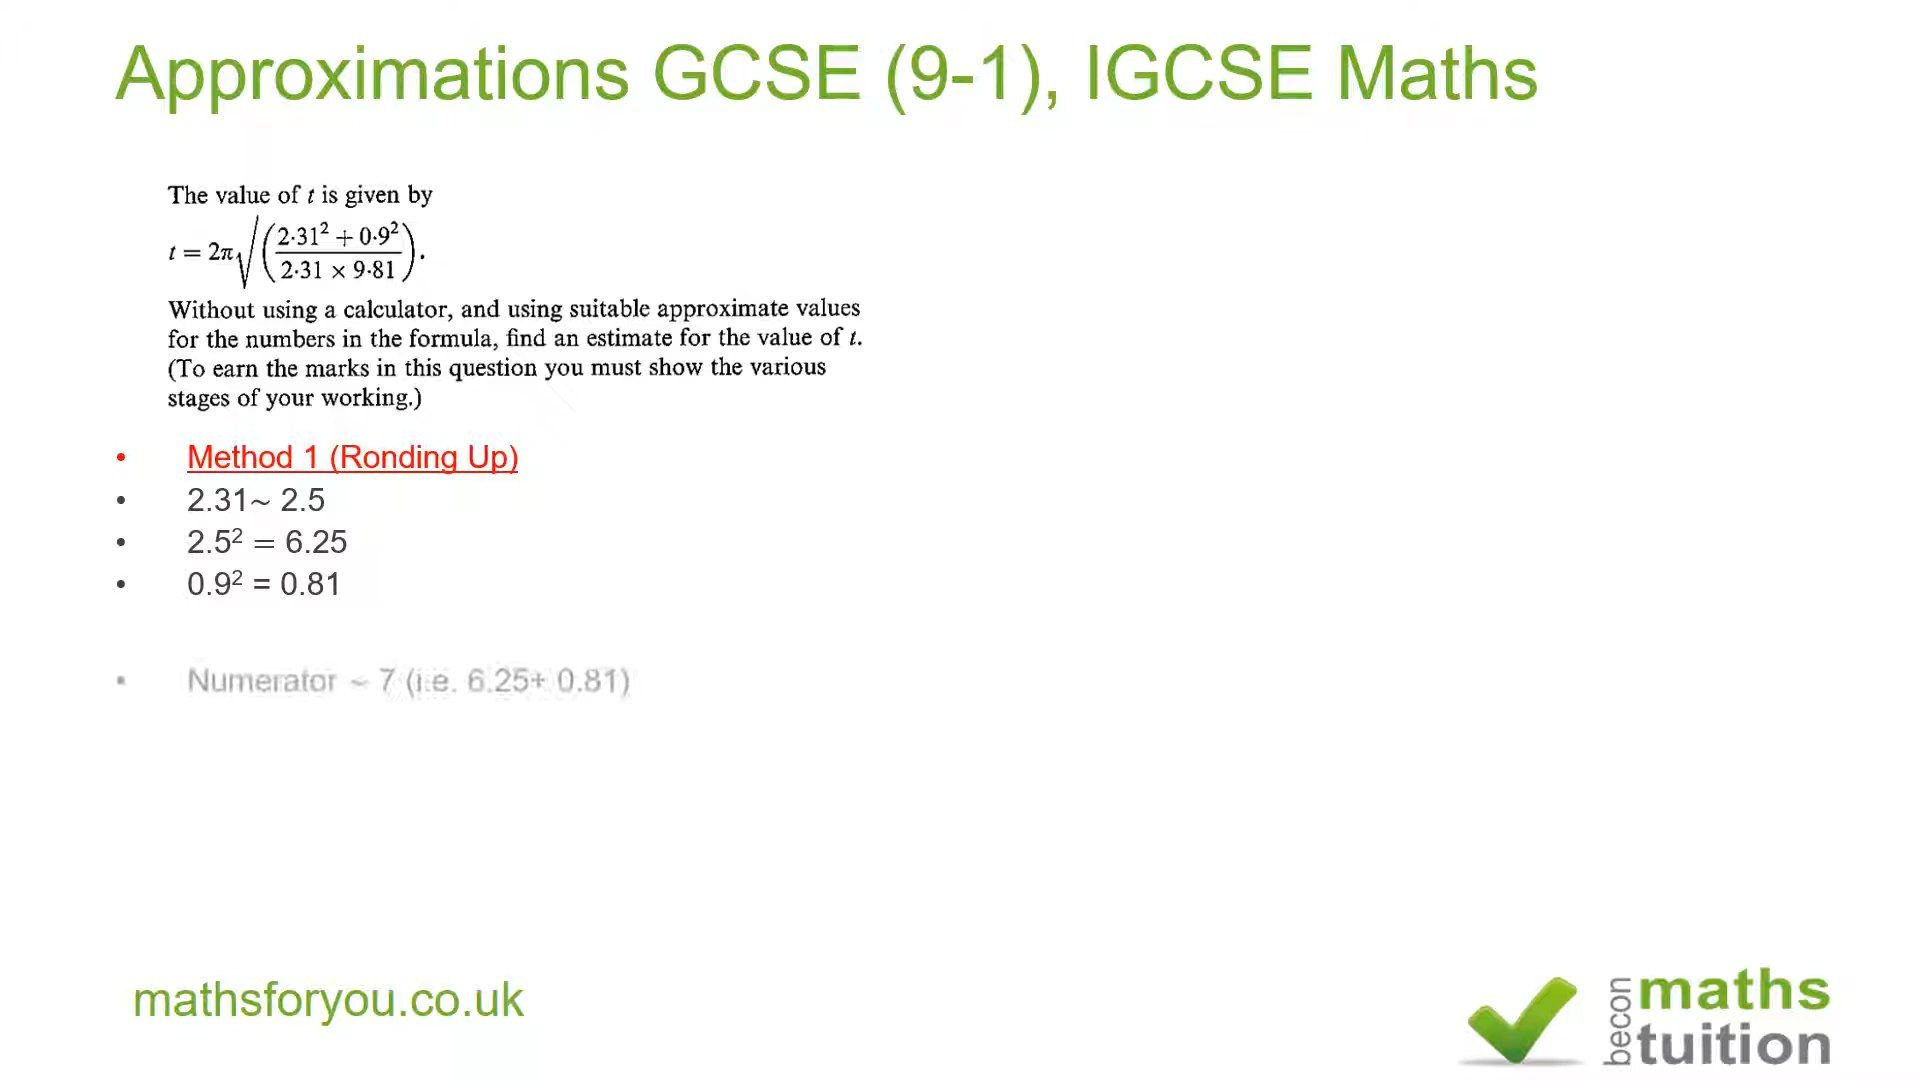 Approximations GCSE (9-1), IGCSE Maths
The value of t is given by
t = 2π√((2·31² + 0·9²)/(2·31 × 9·81)).
Without using a calculator, and using suitable approximate values
for the numbers in the formula, find an estimate for the value of t.
(To earn the marks in this question you must show the various
stages of your working.)
• Method 1 (Ronding Up)
• 2.31~ 2.5
• 2.5² = 6.25
• 0.9² = 0.81
• Numerator ~ 7 (i.e. 6.25+ 0.81)
mathsforyou.co.uk
becon
maths
tuition